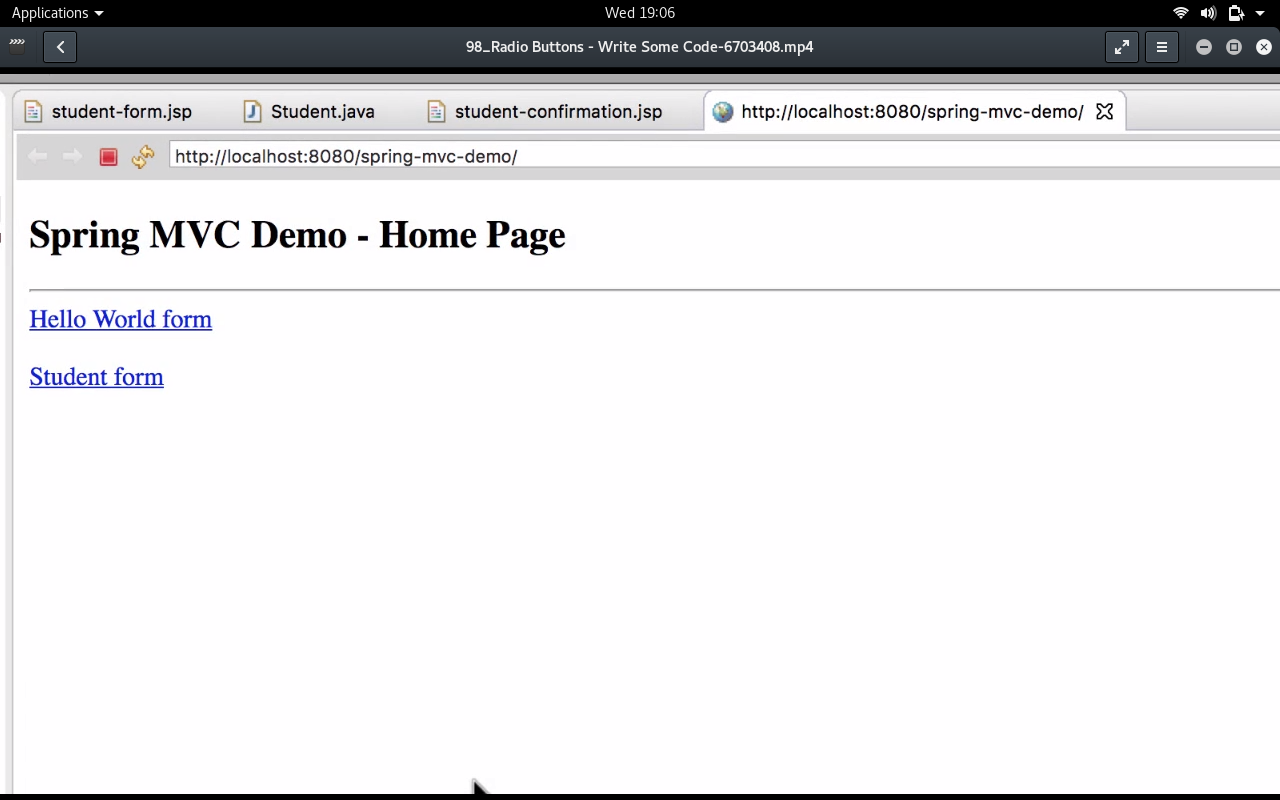 Applications
Wed 19:06
98_Radio Buttons - Write Some Code-6703408.mp4
student-form.jsp
Student.java
student-confirmation.jsp
http://localhost:8080/spring-mvc-demo/
http://localhost:8080/spring-mvc-demo/
Spring MVC Demo - Home Page
Hello World form
Student form